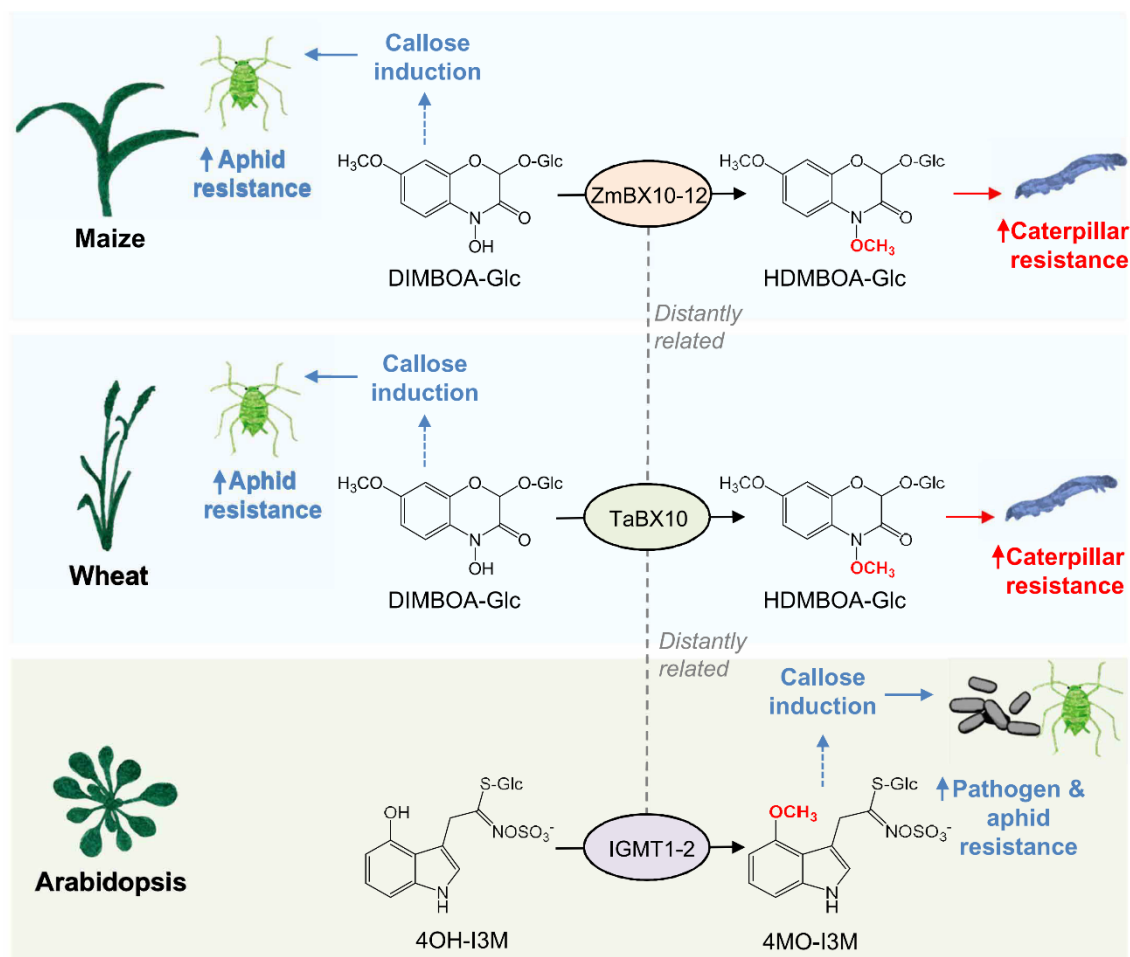 Callose
induction
Aphid
resistance
Maize
H₃CO
O
O-Glc
N
O
OH
DIMBOA-Glc
ZmBX10-12
H₃CO
O
O-Glc
N
O
OCH₃
HDMBOA-Glc
Caterpillar
resistance
Distantly
related
Callose
induction
Aphid
resistance
Wheat
H₃CO
O
O-Glc
N
O
OH
DIMBOA-Glc
TaBX10
H₃CO
O
O-Glc
N
O
OCH₃
HDMBOA-Glc
Caterpillar
resistance
Distantly
related
Callose
induction
Pathogen &
aphid
resistance
Arabidopsis
S-Glc
OH
NOSO₃⁻
N
H
4OH-I3M
IGMT1-2
S-Glc
OCH₃
NOSO₃⁻
N
H
4MO-I3M